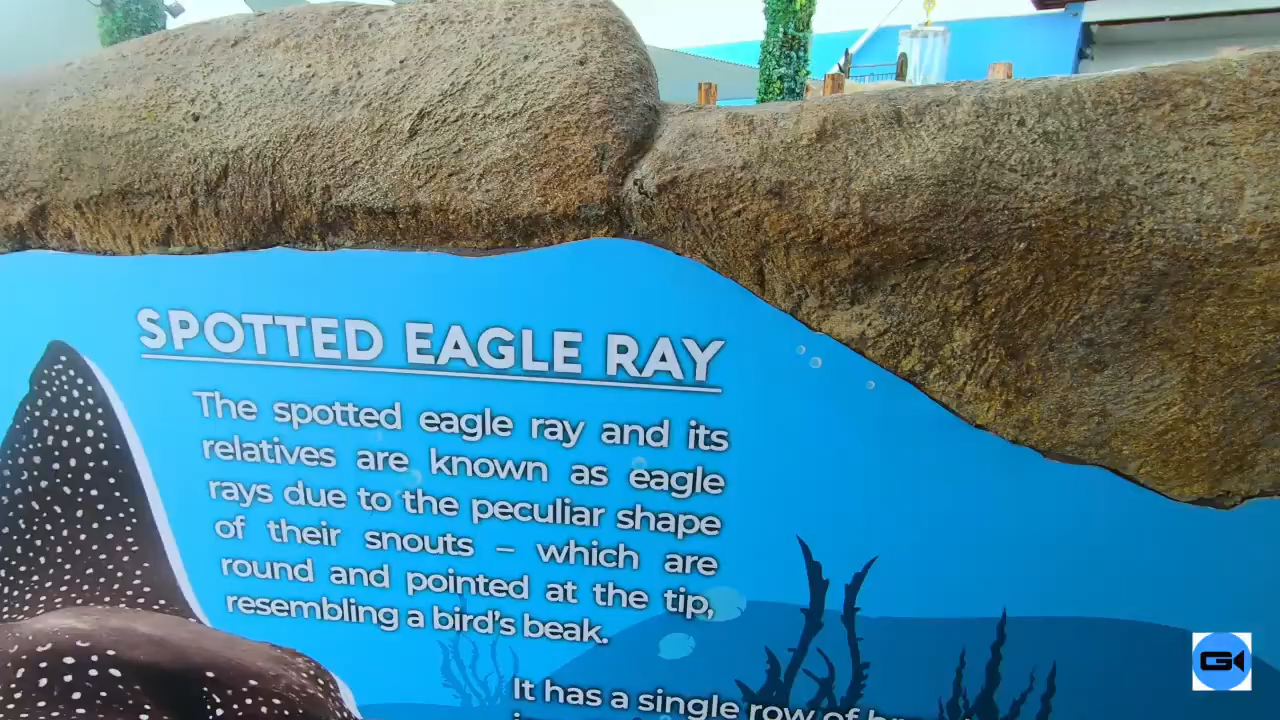 SPOTTED EAGLE RAY
The spotted eagle ray and its
relatives are known as eagle
rays due to the peculiar shape
of their snouts – which are
round and pointed at the tip,
resembling a bird's beak.
It has a single row of